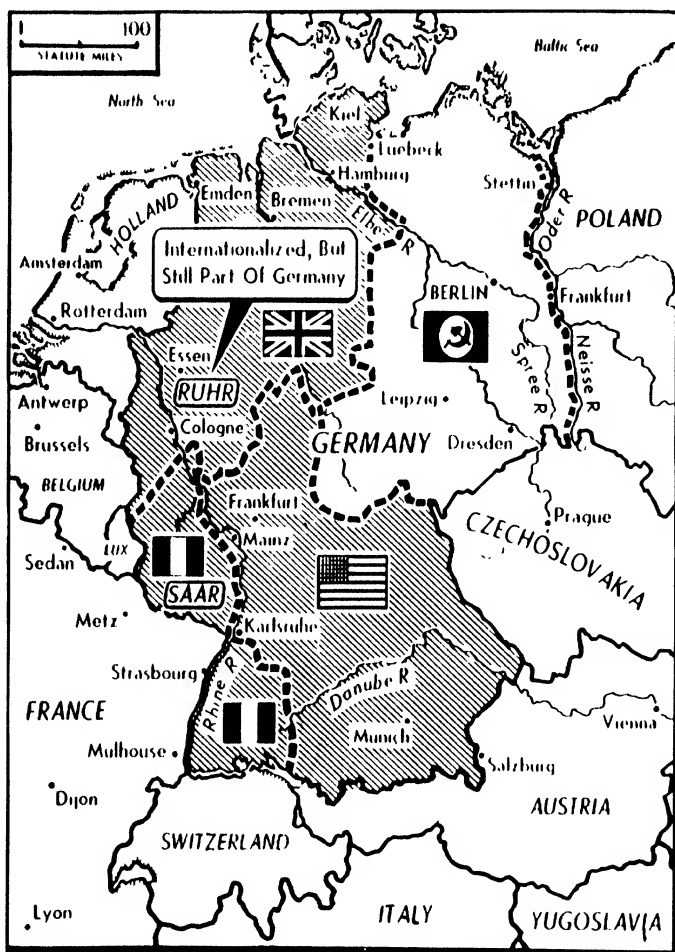 100
STATUTE MILES
Baltic Sea
North Sea
Kiel
Luebeck
Hamburg
Stettin
Emden
Bremen
Elbe R
Oder R
POLAND
HOLLAND
Internationalized, But
Still Part Of Germany
Amsterdam
BERLIN
Frankfurt
Rotterdam
Essen
RUHR
Spree R
Neisse R
Antwerp
Leipzig
Cologne
Brussels
GERMANY
Dresden
BELGIUM
Frankfurt
Prague
Mainz
CZECHOSLOVAKIA
LUX
Sedan
SAAR
Metz
Karlsruhe
Strasbourg
Rhine R
Danube R
FRANCE
Munich
Vienna
Mulhouse
Salzburg
Dijon
AUSTRIA
SWITZERLAND
Lyon
ITALY
YUGOSLAVIA